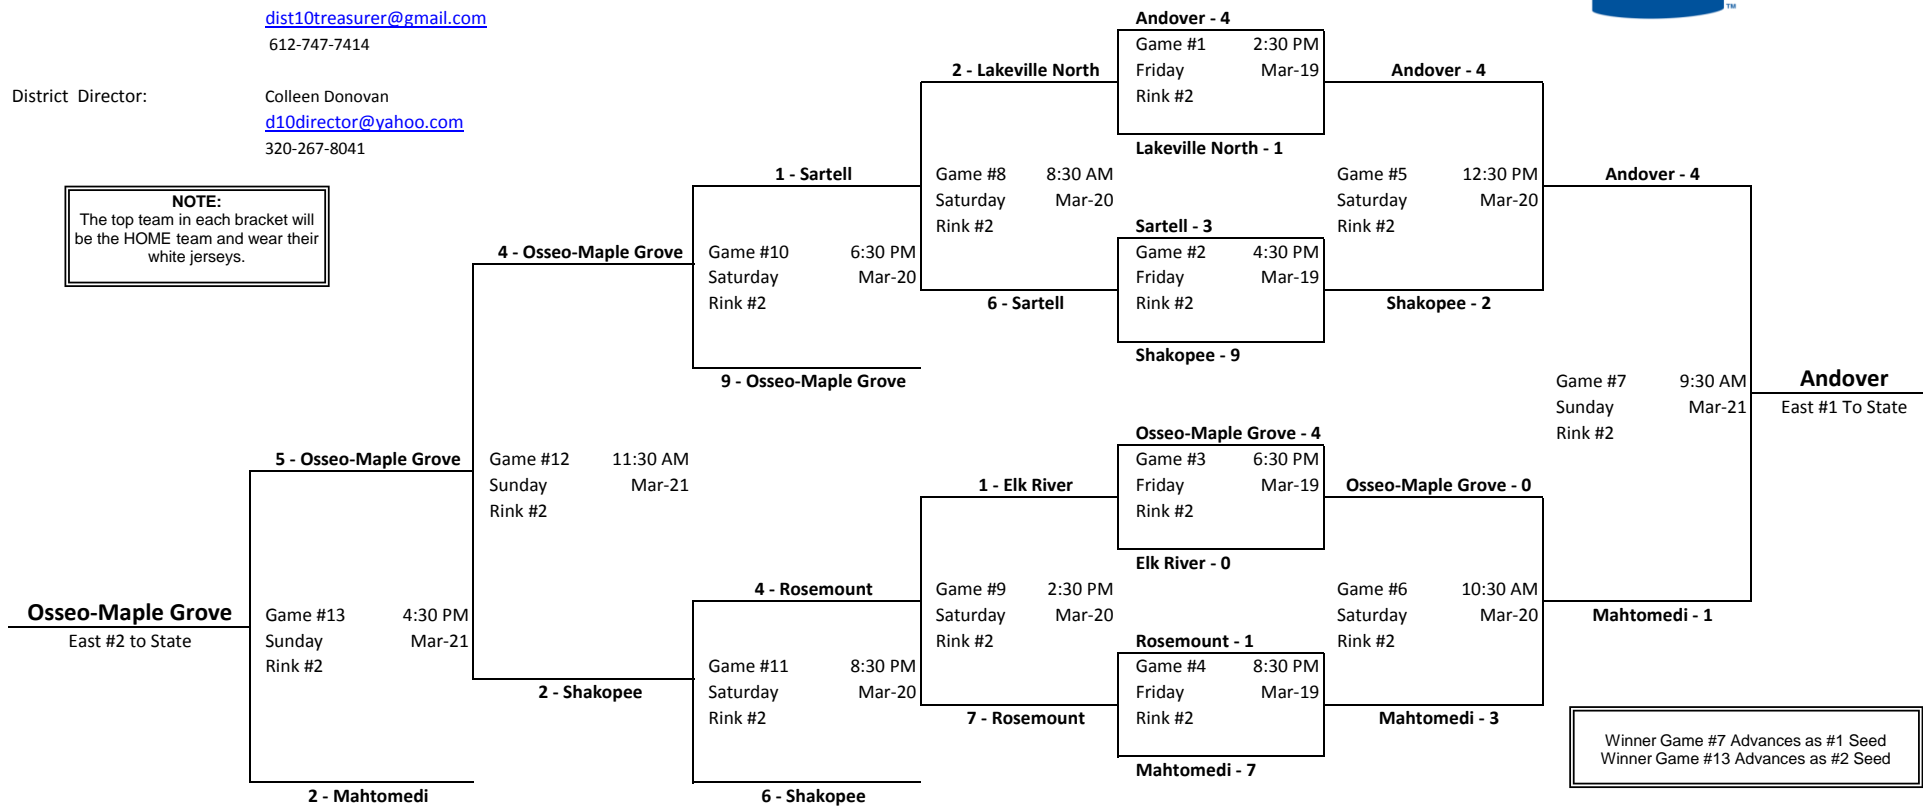 dist10treasurer@gmail.com
612-747-7414
District Director:
Colleen Donovan
d10director@yahoo.com
320-267-8041
NOTE:
The top team in each bracket will
be the HOME team and wear their
white jerseys.
TM
Andover - 4
Game #1 2:30 PM
Friday Mar-19
Rink #2
Lakeville North - 1
2 - Lakeville North
Andover - 4
1 - Sartell
Game #8 8:30 AM
Saturday Mar-20
Rink #2
Game #5 12:30 PM
Saturday Mar-20
Rink #2
Andover - 4
Sartell - 3
Game #2 4:30 PM
Friday Mar-19
Rink #2
Shakopee - 9
4 - Osseo-Maple Grove
Game #10 6:30 PM
Saturday Mar-20
Rink #2
6 - Sartell
Shakopee - 2
9 - Osseo-Maple Grove
Game #7 9:30 AM
Sunday Mar-21
Rink #2
Andover
East #1 To State
5 - Osseo-Maple Grove
Game #12 11:30 AM
Sunday Mar-21
Rink #2
Osseo-Maple Grove - 4
Game #3 6:30 PM
Friday Mar-19
Rink #2
Elk River - 0
1 - Elk River
Osseo-Maple Grove - 0
4 - Rosemount
Game #9 2:30 PM
Saturday Mar-20
Rink #2
Game #6 10:30 AM
Saturday Mar-20
Rink #2
Mahtomedi - 1
Osseo-Maple Grove
East #2 to State
Game #13 4:30 PM
Sunday Mar-21
Rink #2
Rosemount - 1
Game #4 8:30 PM
Friday Mar-19
Rink #2
Mahtomedi - 7
2 - Shakopee
Game #11 8:30 PM
Saturday Mar-20
Rink #2
7 - Rosemount
Mahtomedi - 3
2 - Mahtomedi
6 - Shakopee
Winner Game #7 Advances as #1 Seed
Winner Game #13 Advances as #2 Seed